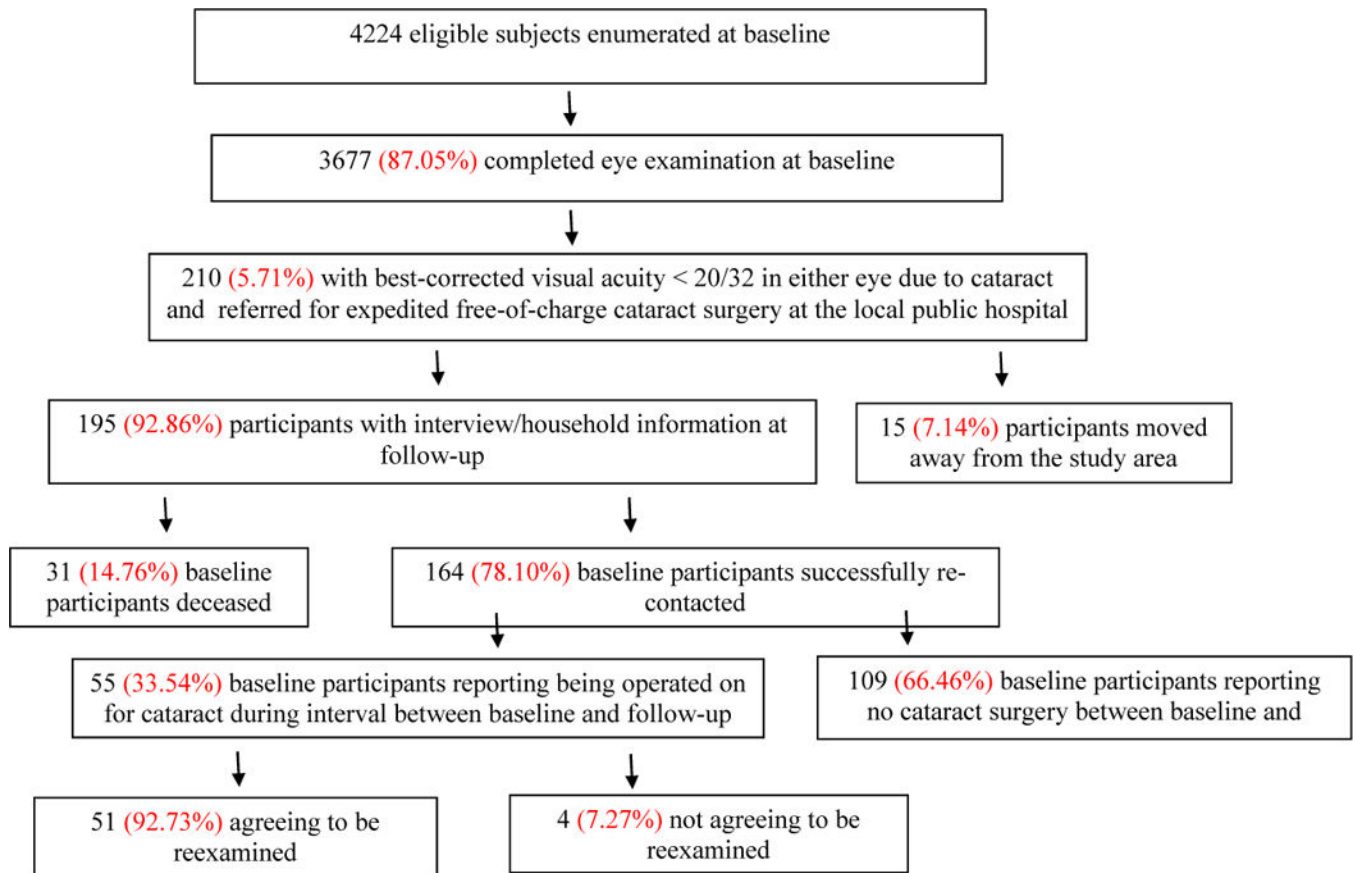 4224 eligible subjects enumerated at baseline
3677 (87.05%) completed eye examination at baseline
210 (5.71%) with best-corrected visual acuity < 20/32 in either eye due to cataract
and referred for expedited free-of-charge cataract surgery at the local public hospital
195 (92.86%) participants with interview/household information at
follow-up
15 (7.14%) participants moved
away from the study area
31 (14.76%) baseline
participants deceased
164 (78.10%) baseline participants successfully re-
contacted
55 (33.54%) baseline participants reporting being operated on
for cataract during interval between baseline and follow-up
109 (66.46%) baseline participants reporting
no cataract surgery between baseline and
51 (92.73%) agreeing to be
reexamined
4 (7.27%) not agreeing to be
reexamined